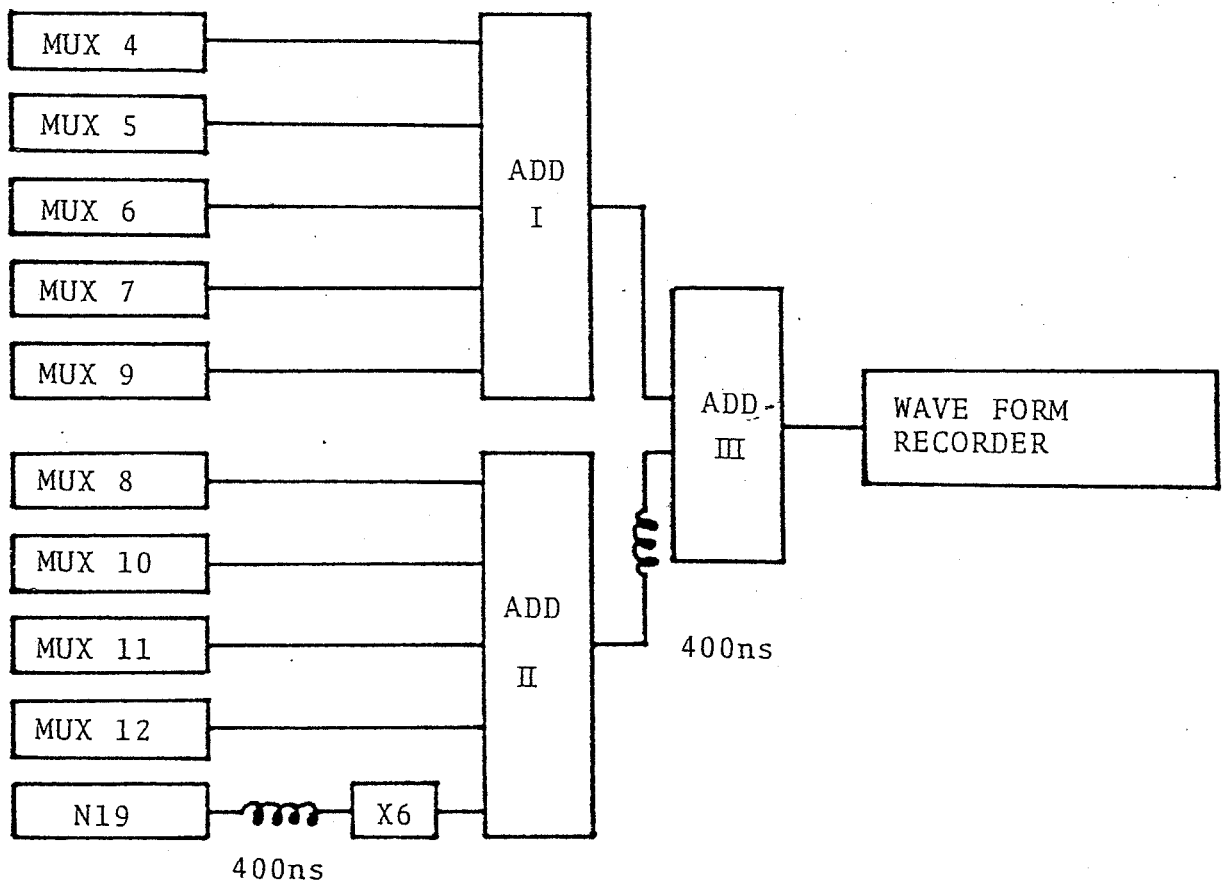 MUX 4
MUX 5
MUX 6
MUX 7
MUX 9
ADD
I
MUX 8
MUX 10
MUX 11
MUX 12
N19
X6
400ns
ADD
II
400ns
ADD
III
WAVE FORM
RECORDER